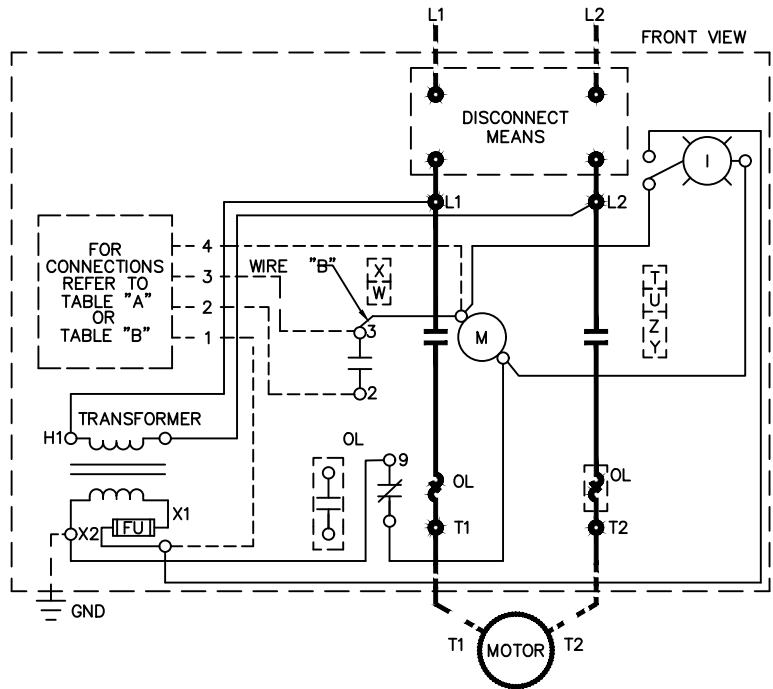 L1 L2
FRONT VIEW
DISCONNECT
MEANS
I
L1 L2
FOR
CONNECTIONS
REFER TO
TABLE "A"
OR
TABLE "B"
4
3
2
1
WIRE "B"
X
W
T
U
Z
Y
3
M
2
TRANSFORMER
H1
OL
9
OL
OL
X1
FU
X2
T1
T2
GND
T1
MOTOR
T2